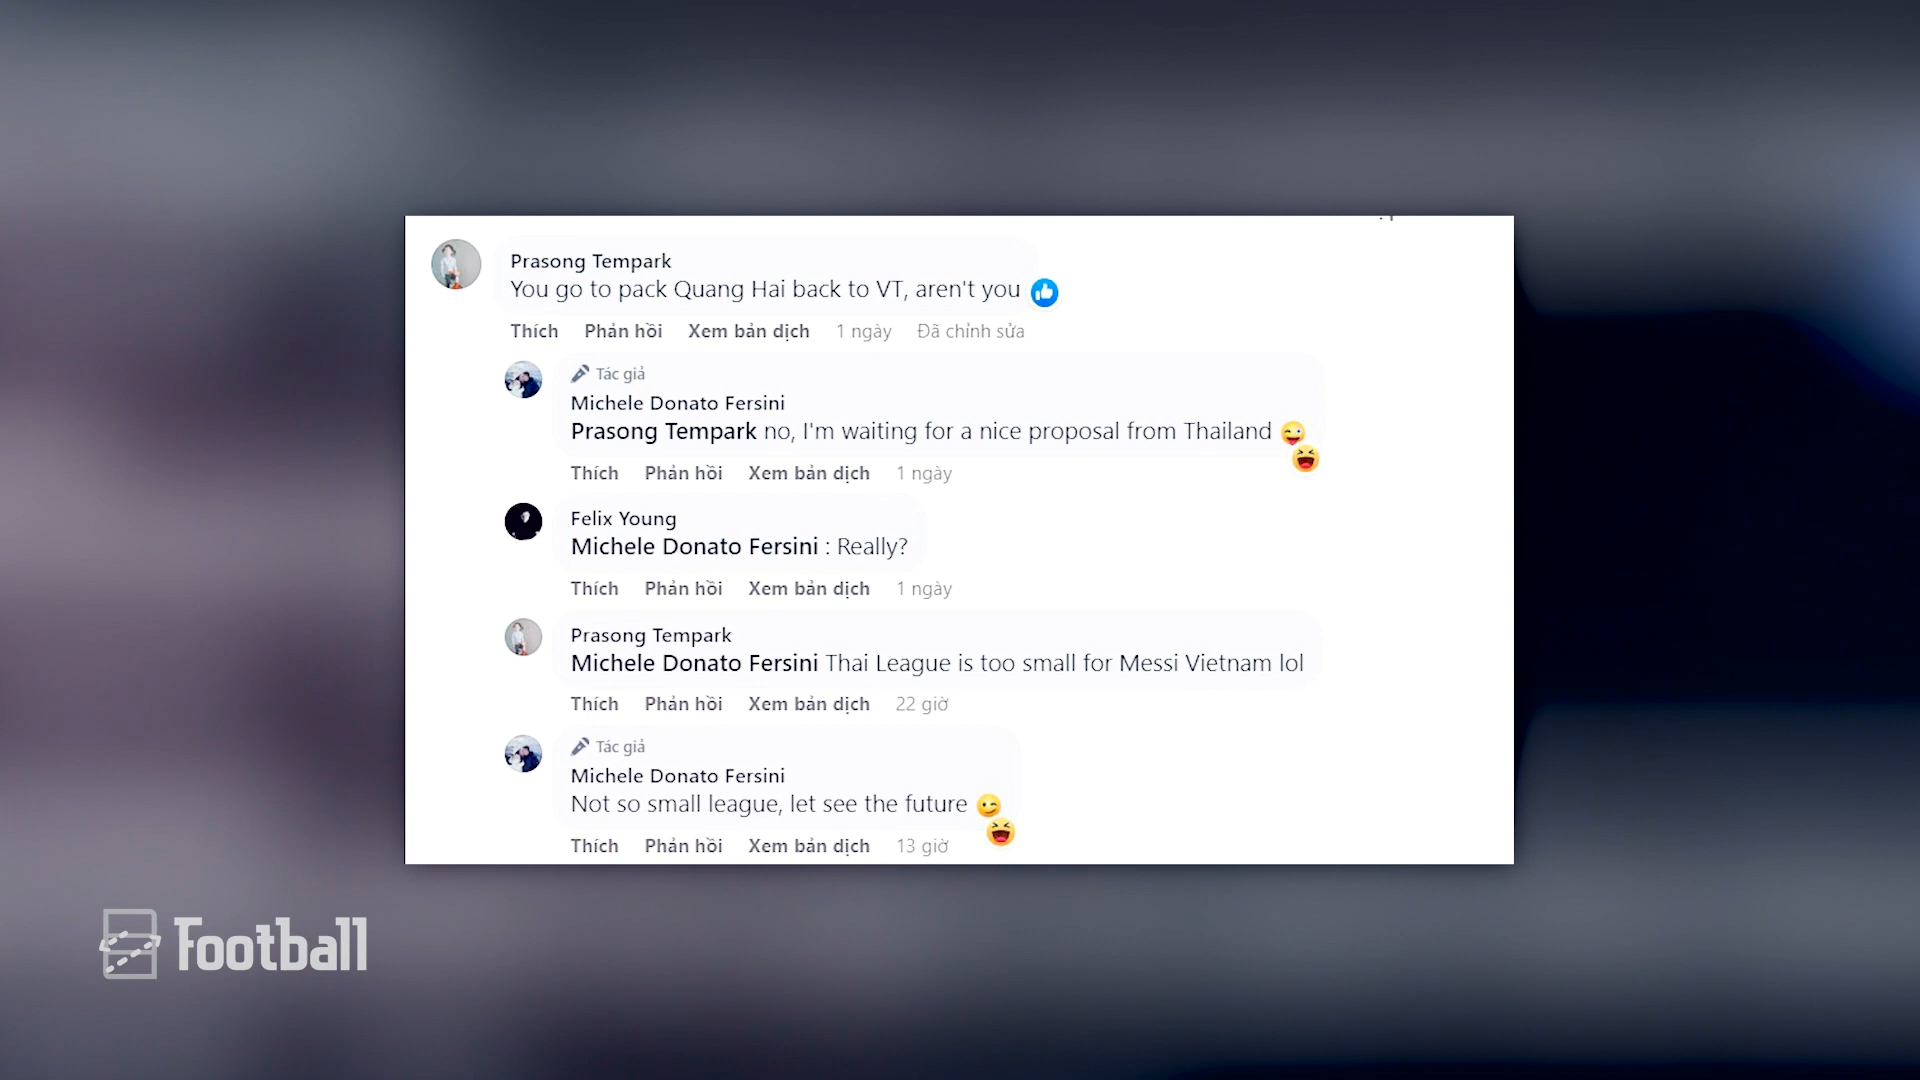 Prasong Tempark
You go to pack Quang Hai back to VT, aren't you
Thích Phản hồi Xem bản dịch 1 ngày Đã chỉnh sửa
Tác giả
Michele Donato Fersini
Prasong Tempark no, I'm waiting for a nice proposal from Thailand
Thích Phản hồi Xem bản dịch 1 ngày
Felix Young
Michele Donato Fersini : Really?
Thích Phản hồi Xem bản dịch 1 ngày
Prasong Tempark
Michele Donato Fersini Thai League is too small for Messi Vietnam lol
Thích Phản hồi Xem bản dịch 22 giờ
Tác giả
Michele Donato Fersini
Not so small league, let see the future
Thích Phản hồi Xem bản dịch 13 giờ
Football